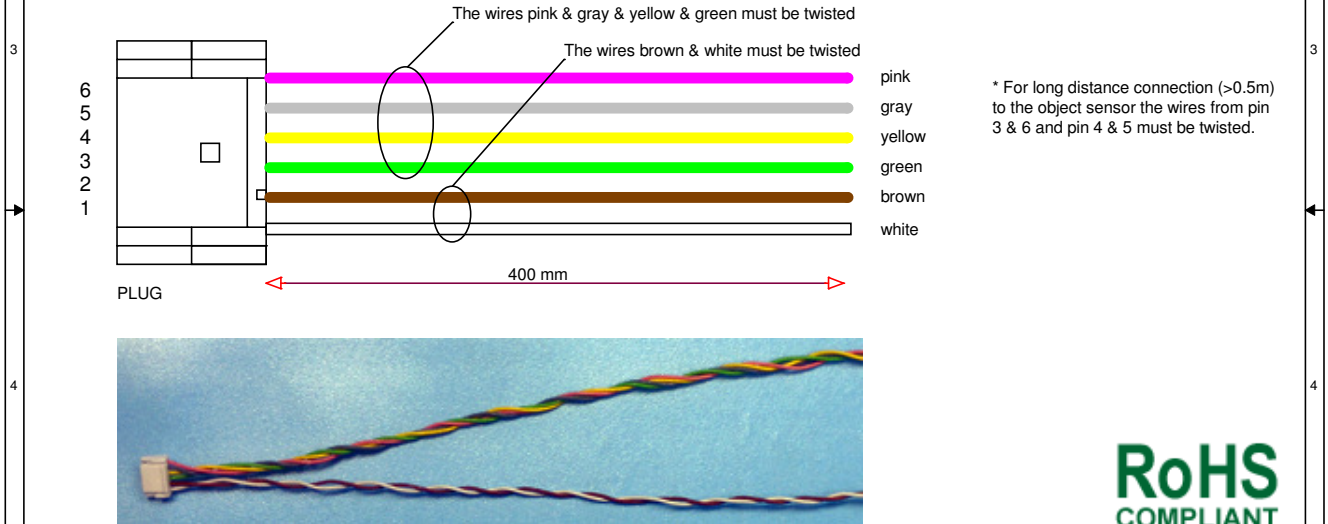 The wires pink & gray & yellow & green must be twisted
The wires brown & white must be twisted
3
3
6
5
4
3
2
1
pink
gray
yellow
green
brown
white
* For long distance connection (>0.5m)
to the object sensor the wires from pin
3 & 6 and pin 4 & 5 must be twisted.
400 mm
PLUG
4
4
RoHS
COMPLIANT